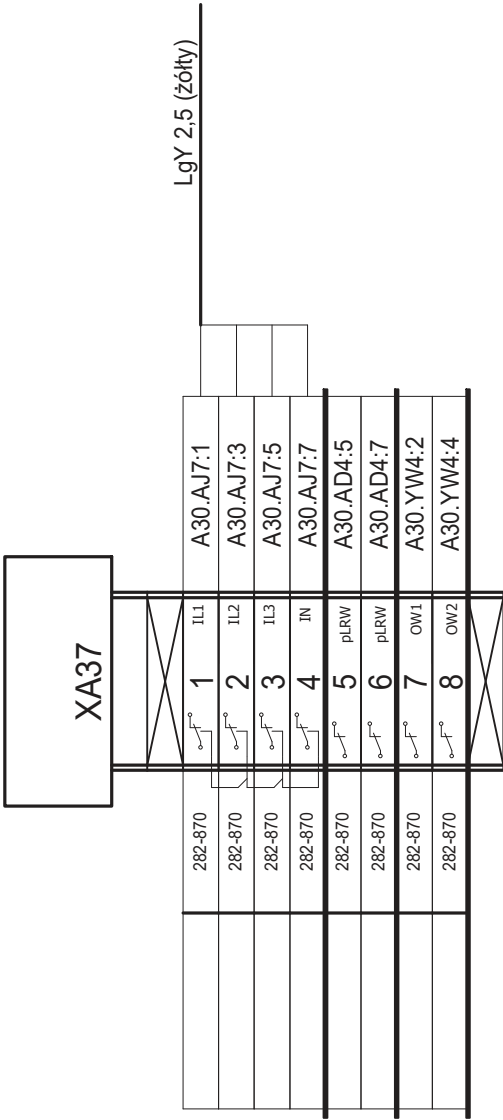 LgY 2,5 (żółty)
XA37
282-870 1 IL1 A30.AJ7:1
282-870 2 IL2 A30.AJ7:3
282-870 3 IL3 A30.AJ7:5
282-870 4 IN A30.AJ7:7
282-870 5 pLRW A30.AD4:5
282-870 6 pLRW A30.AD4:7
282-870 7 OW1 A30.YW4:2
282-870 8 OW2 A30.YW4:4